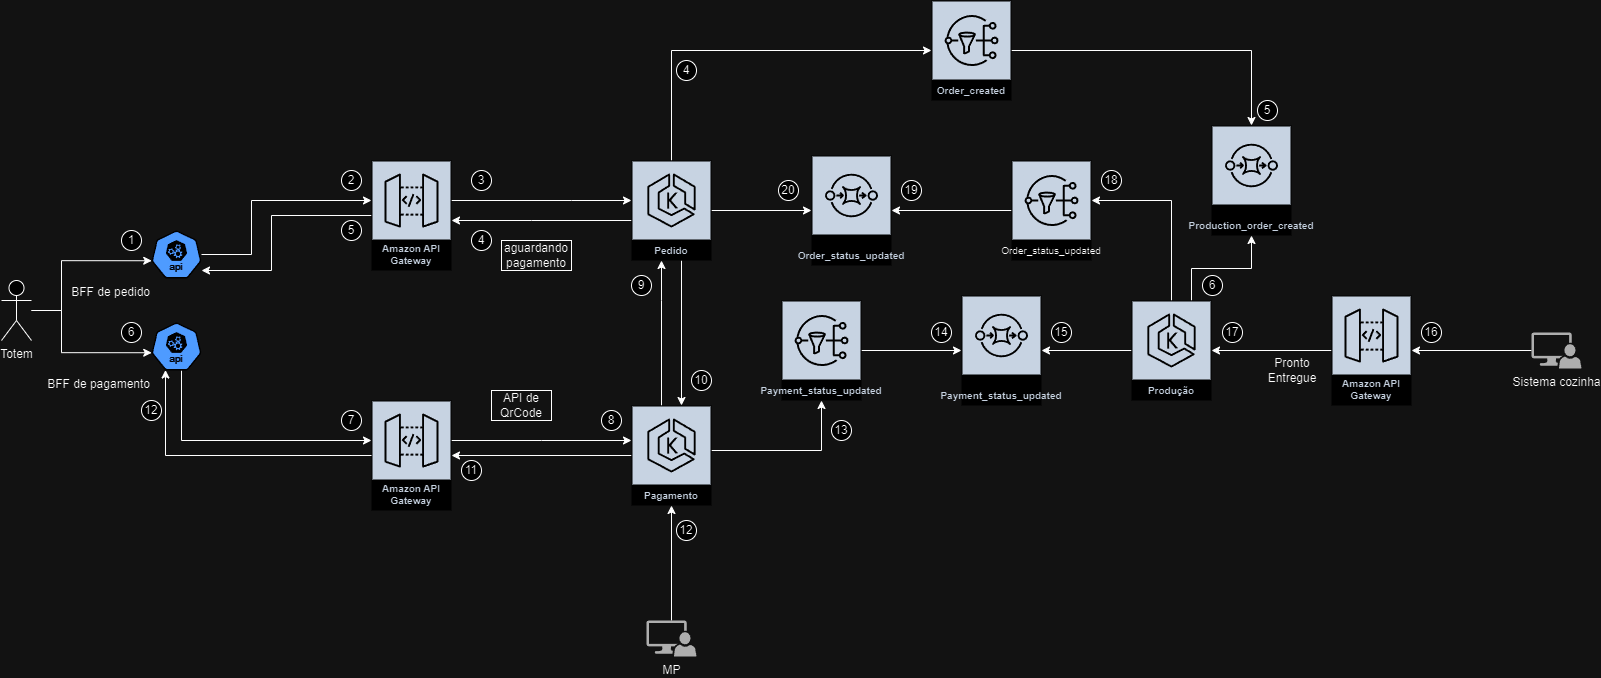 4
Order_created
5
2
3
Pedido
20
19
18
Production_order_created
1
api
5
Amazon API
Gateway
4
aguardando
pagamento
Order_status_updated
Order_status_updated
BFF de pedido
9
6
Totem
6
api
BFF de pagamento
14
15
17
16
Pronto
Entregue
Payment_status_updated
Payment_status_updated
Produção
Amazon API
Gateway
Sistema cozinha
10
12
7
API de
QrCode
8
13
11
Amazon API
Gateway
Pagamento
12
MP
K
K
K